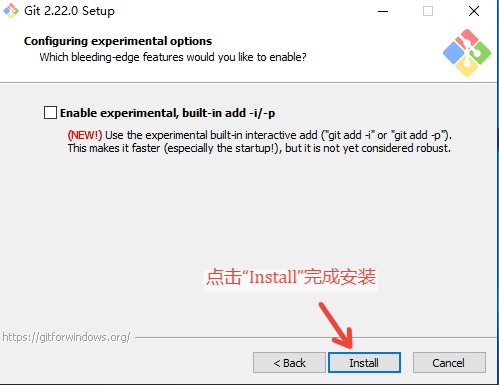 Git 2.22.0 Setup
Configuring experimental options
Which bleeding-edge features would you like to enable?
Enable experimental, built-in add -i/-p
(NEW!) Use the experimental built-in interactive add ("git add -i" or "git add -p").
This makes it faster (especially the startup!), but it is not yet considered robust.
点击“Install”完成安装
https://gitforwindows.org/
< Back
Install
Cancel